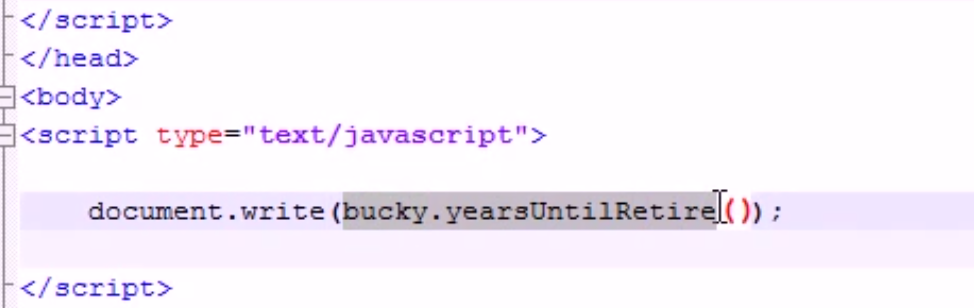 </script>
</head>
<body>
<script type="text/javascript">
document.write(bucky.yearsUntilRetire());
</script>